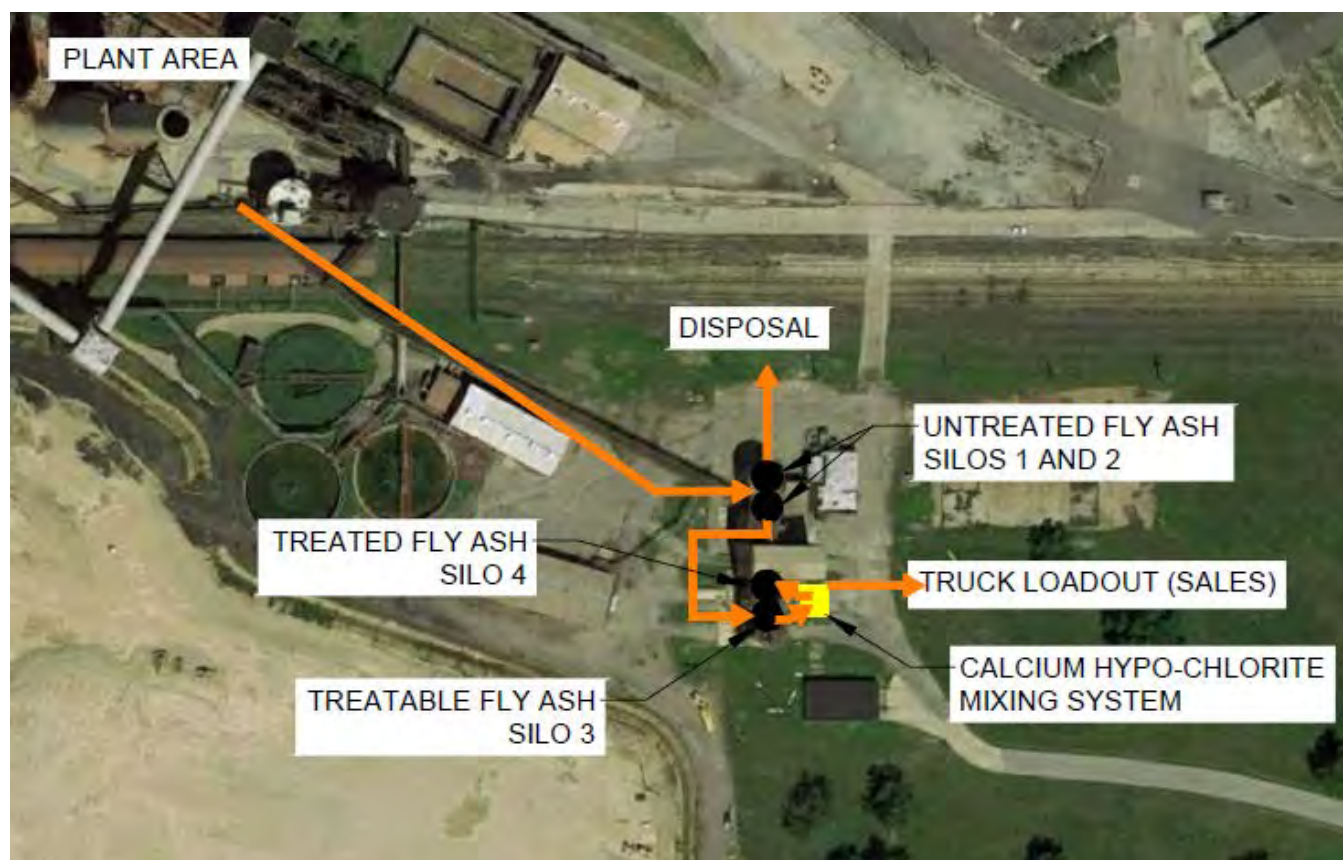 PLANT AREA
DISPOSAL
UNTREATED FLY ASH
SILOS 1 AND 2
TREATED FLY ASH
SILO 4
TRUCK LOADOUT (SALES)
CALCIUM HYPO-CHLORITE
MIXING SYSTEM
TREATABLE FLY ASH
SILO 3